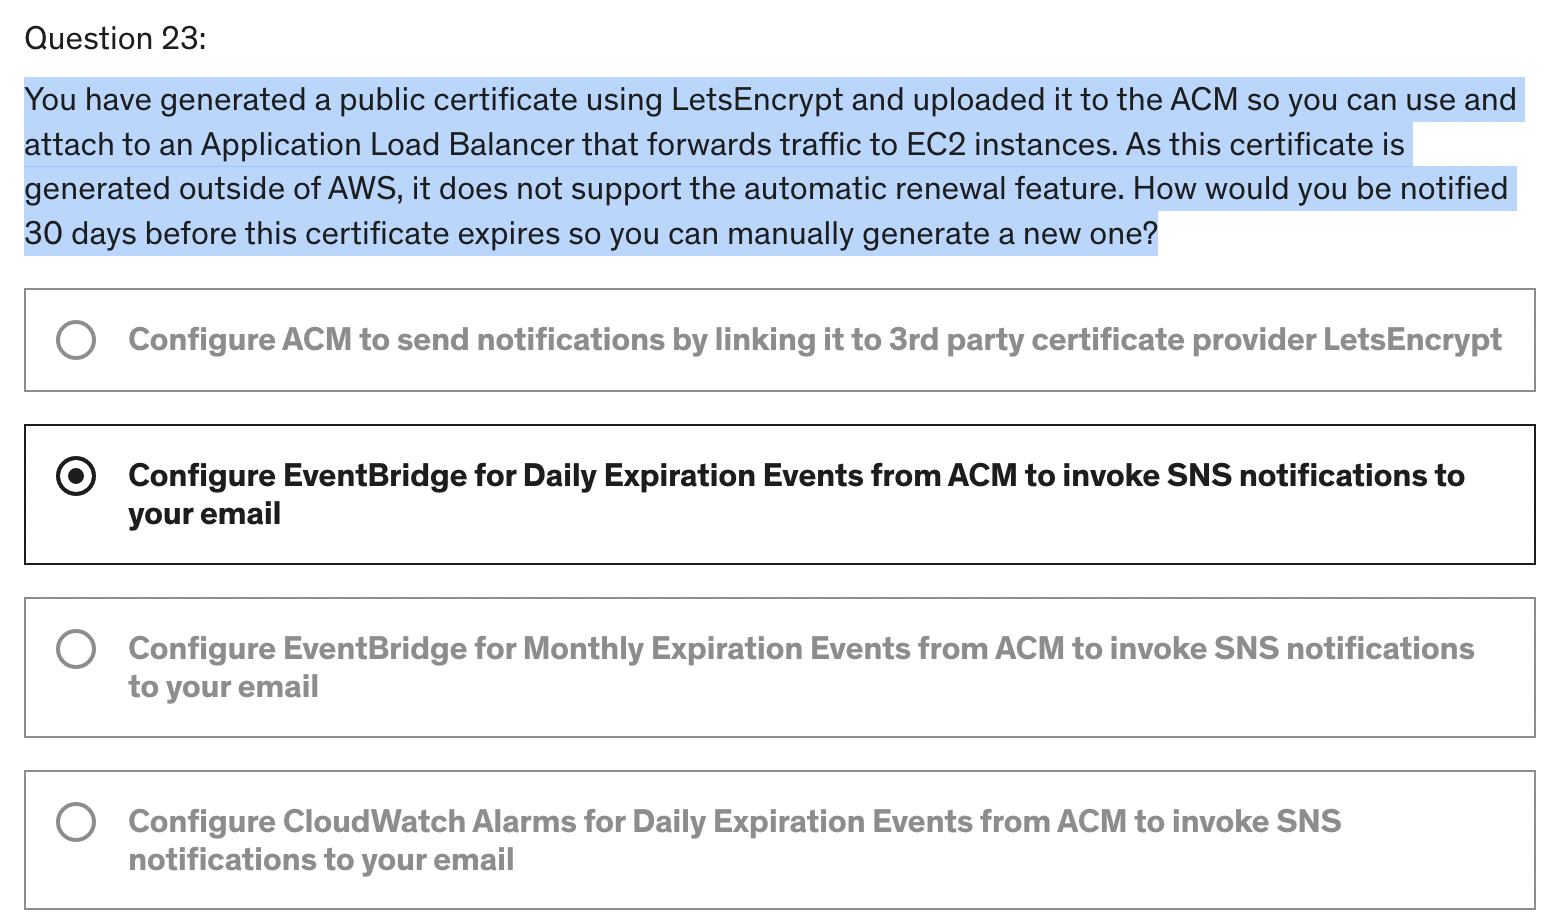 Question 23:
You have generated a public certificate using LetsEncrypt and uploaded it to the ACM so you can use and
attach to an Application Load Balancer that forwards traffic to EC2 instances. As this certificate is
generated outside of AWS, it does not support the automatic renewal feature. How would you be notified
30 days before this certificate expires so you can manually generate a new one?
Configure ACM to send notifications by linking it to 3rd party certificate provider LetsEncrypt
Configure EventBridge for Daily Expiration Events from ACM to invoke SNS notifications to
your email
Configure EventBridge for Monthly Expiration Events from ACM to invoke SNS notifications
to your email
Configure CloudWatch Alarms for Daily Expiration Events from ACM to invoke SNS
notifications to your email